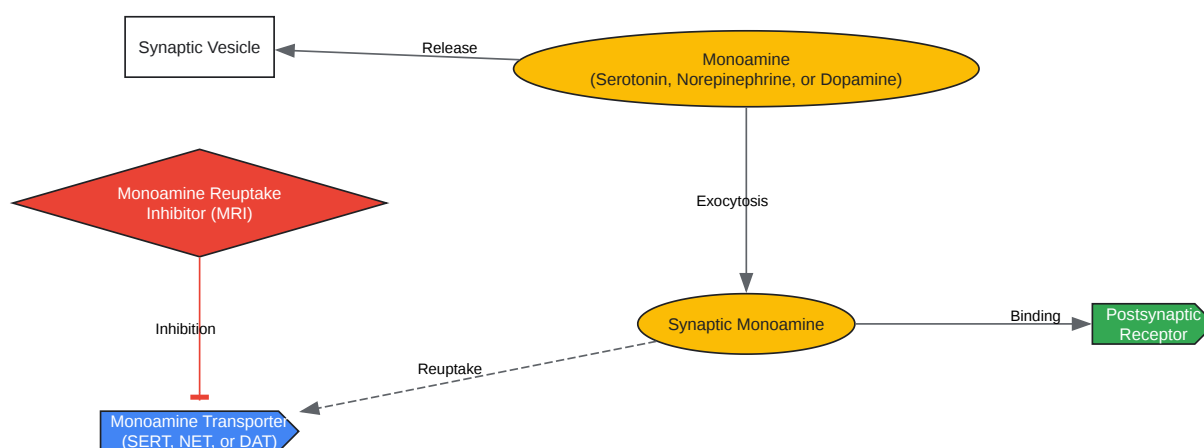 Synaptic Vesicle
Release
Monoamine
(Serotonin, Norepinephrine, or Dopamine)
Monoamine Reuptake
Inhibitor (MRI)
Exocytosis
Inhibition
Synaptic Monoamine
Binding
Postsynaptic
Receptor
Reuptake
Monoamine Transporter
(SERT, NET, or DAT)